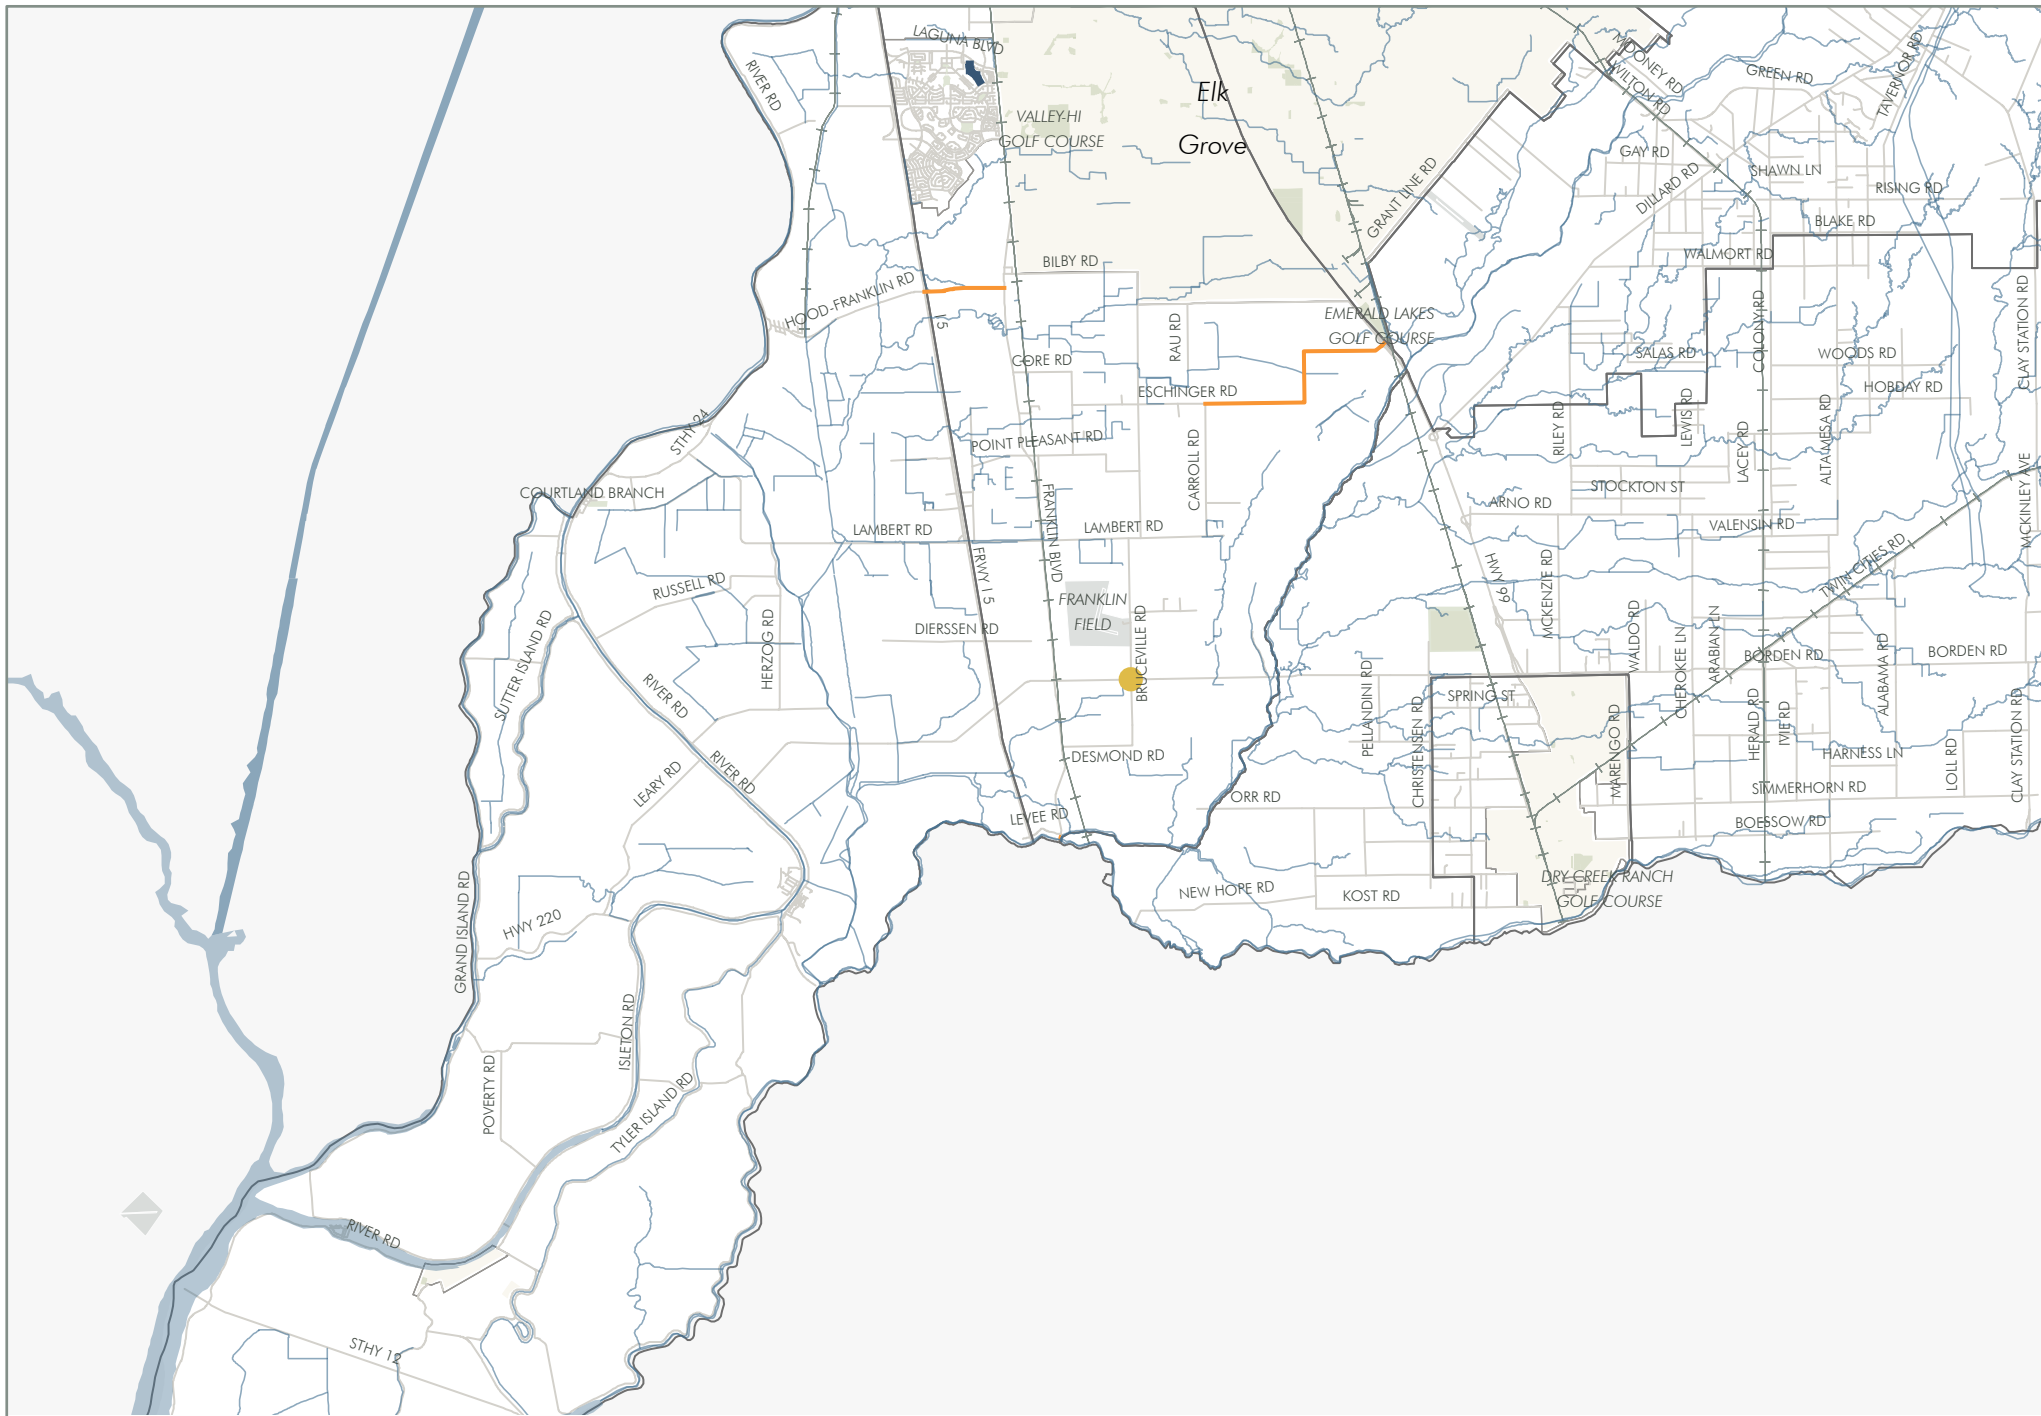 LAGUNA BLVD
MOONEY RD
WILTON RD
GREEN RD
TAVERNOR RD
RIVER RD
Elk
Grove
VALLEY-HI
GOLF COURSE
GAY RD
DILLARD RD
SHAWN LN
RISING RD
BLAKE RD
GRANT LINE RD
WALMORT RD
BILBY RD
HOOD-FRANKLIN RD
I 5
EMERALD LAKES
GOLF COURSE
RAU RD
COLONY RD
CLAY STATION RD
CORE RD
SALAS RD
WOODS RD
HOBDAY RD
ESCHINGER RD
STHY 24
POINT PLEASANT RD
CARROLL RD
RILEY RD
LEWIS RD
LACEY RD
ALTA-MESA RD
COURTLAND BRANCH
STOCKTON ST
ARNO RD
MCKINLEY AVE
LAMBERT RD
FRANKLIN BLVD
LAMBERT RD
VALENSIN RD
TWIN CITIES RD
FRWY I 5
HWY 99
MCKENZIE RD
RUSSELL RD
FRANKLIN
FIELD
HERZOG RD
DIERSSEN RD
BRUCEVILLE RD
SUTTER ISLAND RD
WALDO RD
CHEROKEE LN
ARABIAN LN
BORDEN RD
ALABAMA RD
BORDEN RD
RIVER RD
PELLANDINI RD
SPRING ST
CHRISTENSEN RD
MARENGO RD
HERALD RD
IVIE RD
HARNESS LN
LOLL RD
CLAY STATION RD
DESMOND RD
RIVER RD
LEARY RD
ORR RD
SIMMERHORN RD
BOESSOW RD
LEVEE RD
NEW HOPE RD
KOST RD
DRY CREEK RANCH
GOLF COURSE
GRAND ISLAND RD
HWY 220
ISLETON RD
POVERTY RD
TYLER ISLAND RD
RIVER RD
STHY 12